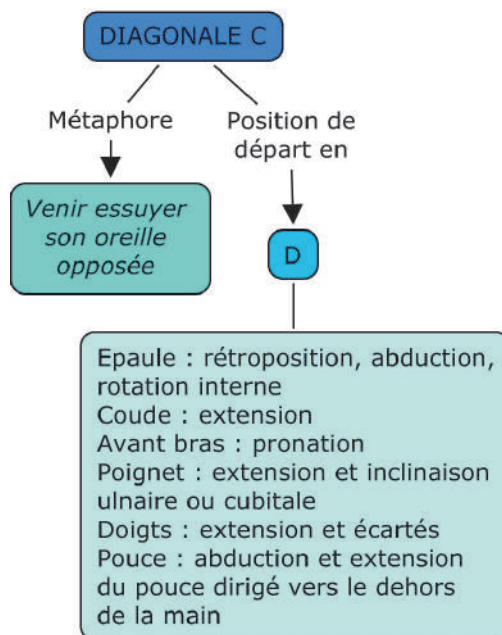 DIAGONALE C
Métaphore
Position de
départ en
Venir essuyer
son oreille
opposée
D
Epaule : rétroposition, abduction,
rotation interne
Coude : extension
Avant bras : pronation
Poignet : extension et inclinaison
ulnaire ou cubitale
Doigts : extension et écartés
Pouce : abduction et extension
du pouce dirigé vers le dehors
de la main